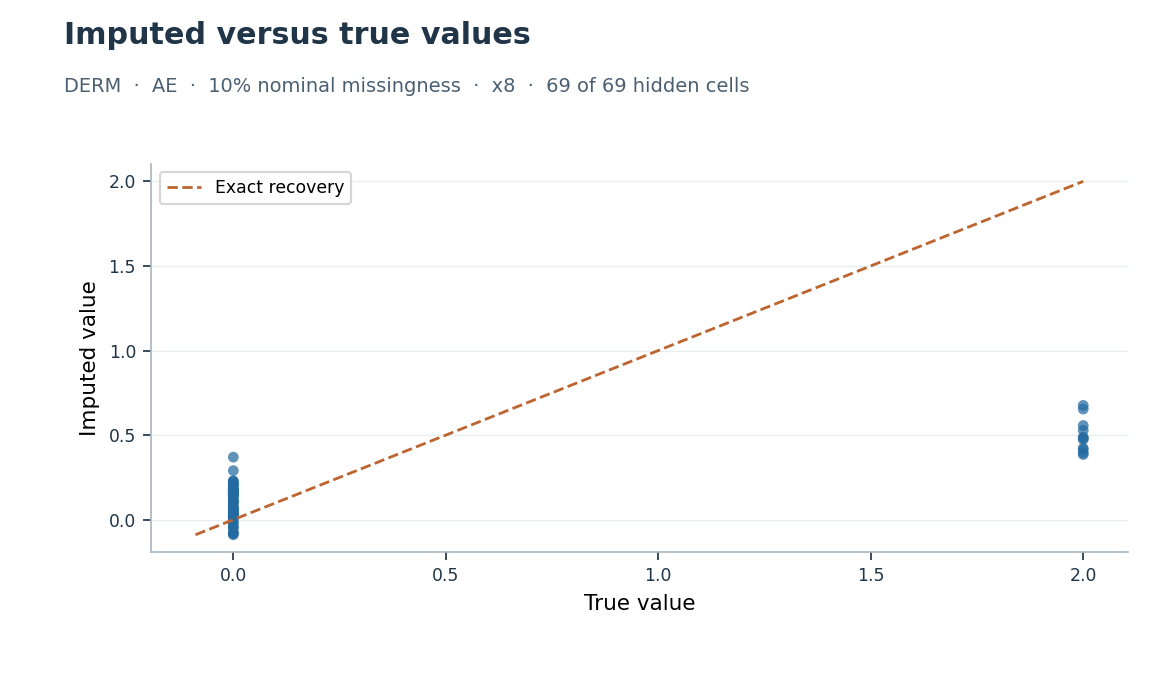 Imputed versus true values
DERM · AE · 10% nominal missingness · x8 · 69 of 69 hidden cells
Exact recovery
2.0
1.5
1.0
0.5
0.0
Imputed value
0.0 0.5 1.0 1.5 2.0
True value